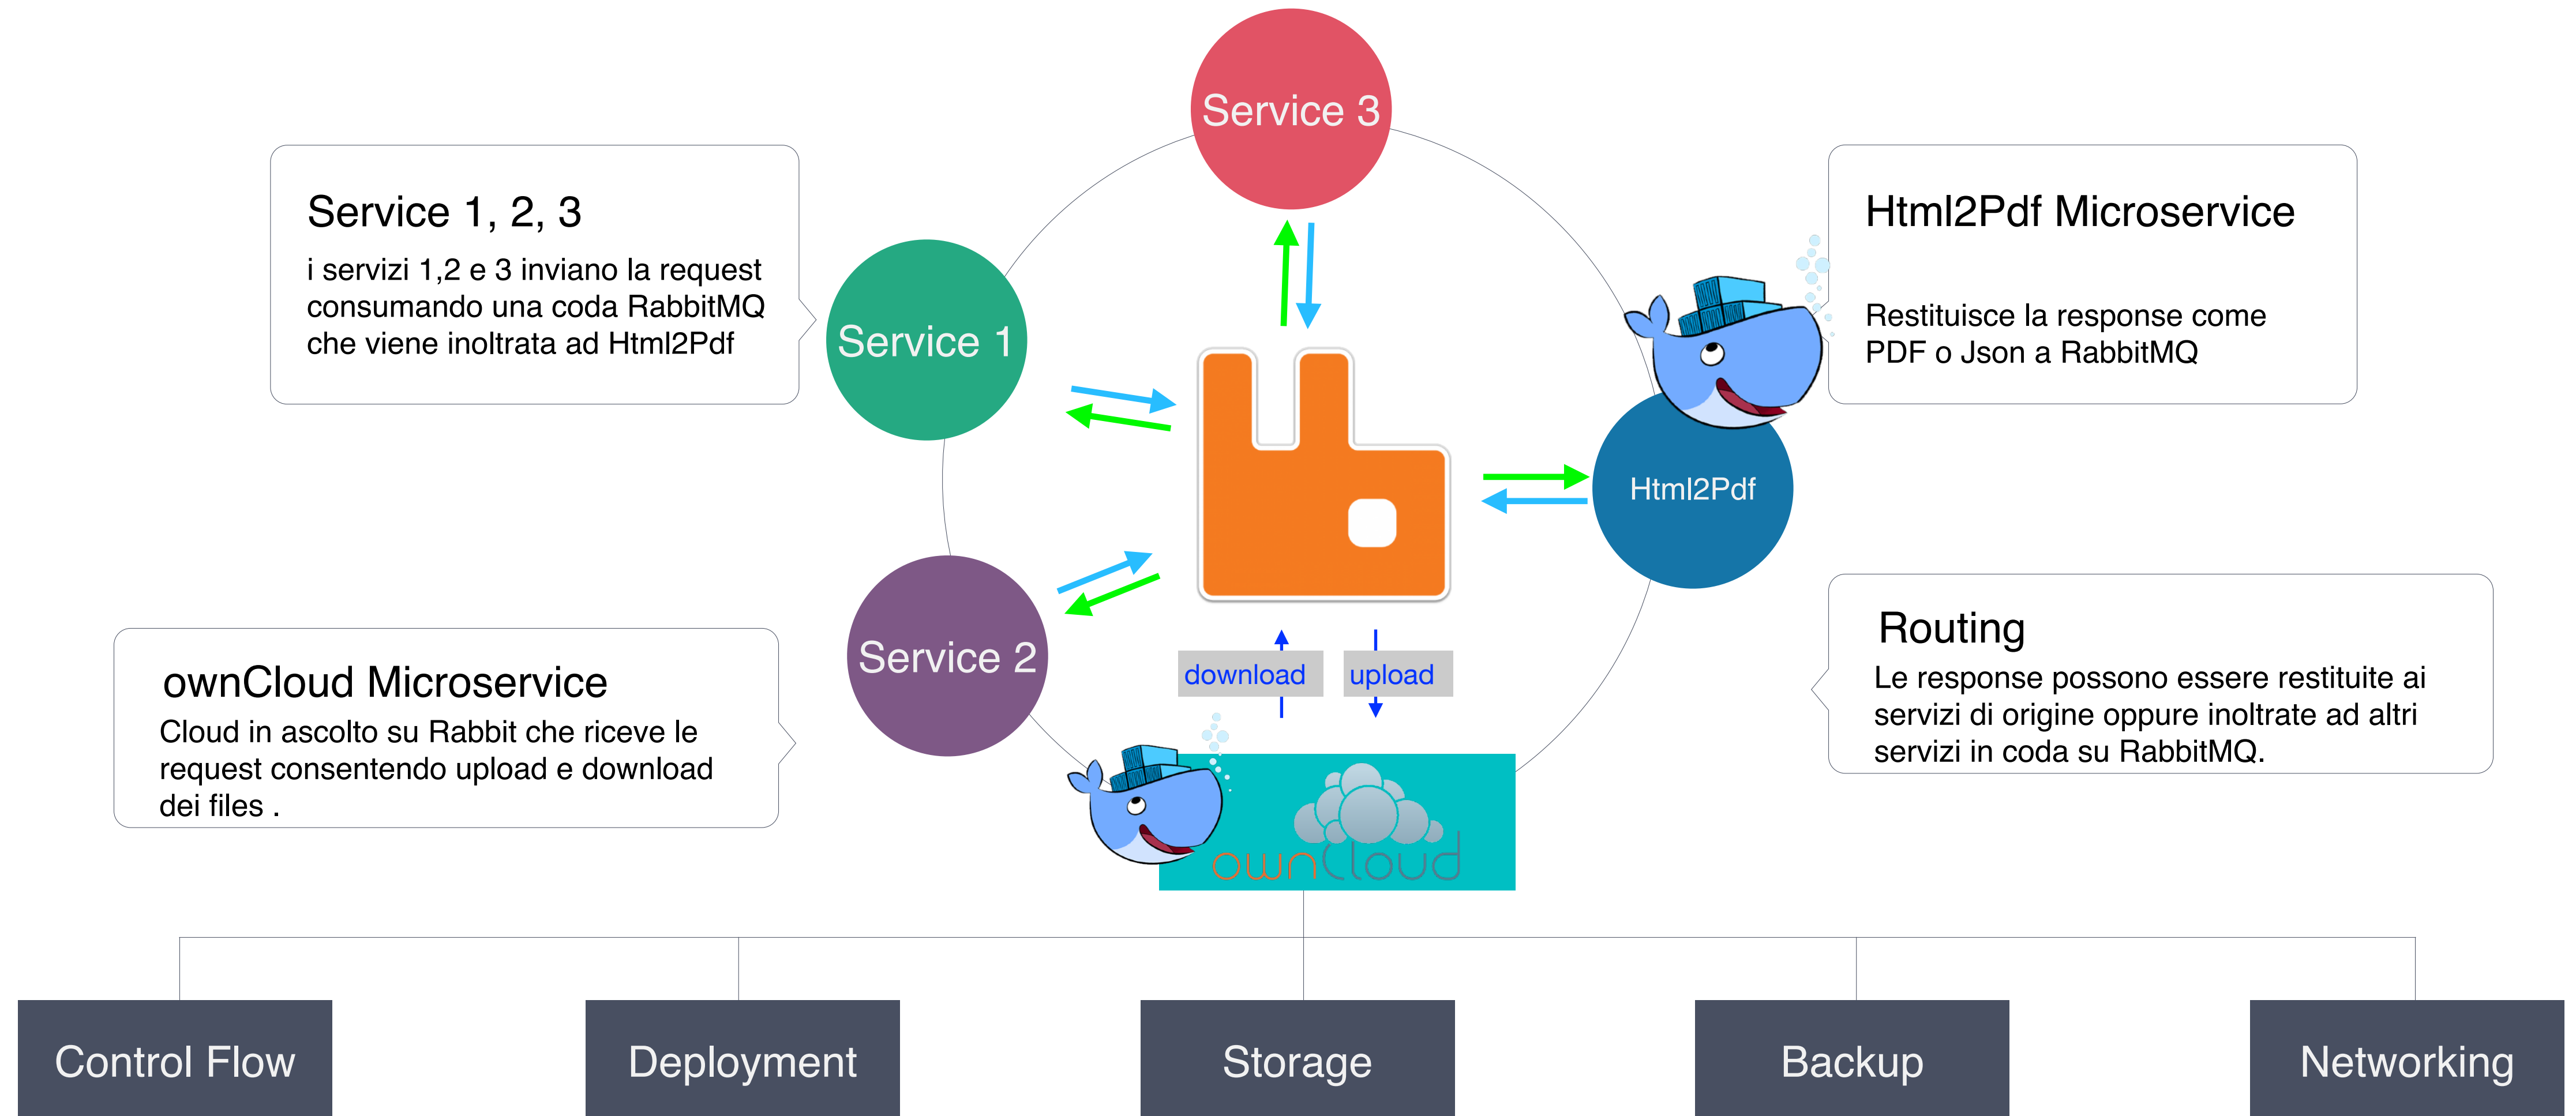 Service 3
Service 1, 2, 3
i servizi 1,2 e 3 inviano la request
consumando una coda RabbitMQ
che viene inoltrata ad Html2Pdf
Html2Pdf Microservice
Restituisce la response come
PDF o Json a RabbitMQ
Service 1
Html2Pdf
Service 2
ownCloud Microservice
Cloud in ascolto su Rabbit che riceve le
request consentendo upload e download
dei files .
download
upload
Routing
Le response possono essere restituite ai
servizi di origine oppure inoltrate ad altri
servizi in coda su RabbitMQ.
ownCloud
Control Flow
Deployment
Storage
Backup
Networking